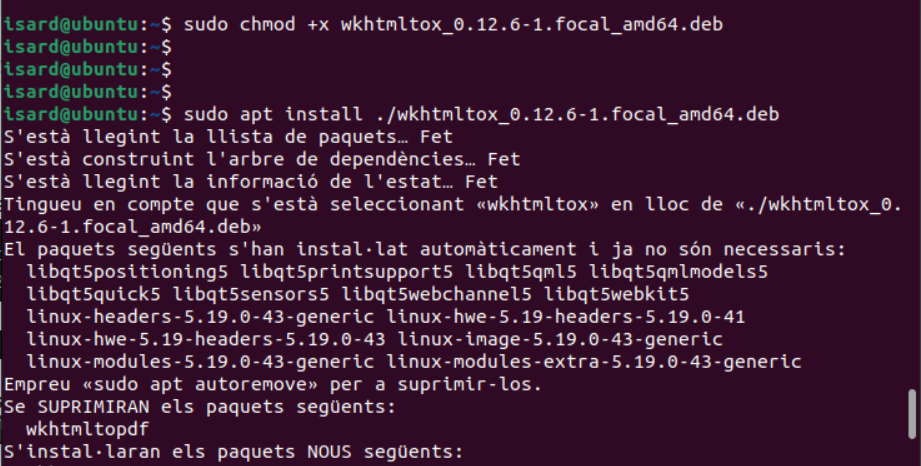 isard@ubuntu:~$ sudo chmod +x wkhtmltox_0.12.6-1.focal_amd64.deb
isard@ubuntu:~$
isard@ubuntu:~$
isard@ubuntu:~$
isard@ubuntu:~$ sudo apt install ./wkhtmltox_0.12.6-1.focal_amd64.deb
S'està llegint la llista de paquets… Fet
S'està construint l'arbre de dependències… Fet
S'està llegint la informació de l'estat… Fet
Tingueu en compte que s'està seleccionant «wkhtmltox» en lloc de «./wkhtmltox_0.
12.6-1.focal_amd64.deb»
El paquets següents s'han instal·lat automàticament i ja no són necessaris:
  libqt5positioning5 libqt5printsupport5 libqt5qml5 libqt5qmlmodels5
  libqt5quick5 libqt5sensors5 libqt5webchannel5 libqt5webkit5
  linux-headers-5.19.0-43-generic linux-hwe-5.19-headers-5.19.0-41
  linux-hwe-5.19-headers-5.19.0-43 linux-image-5.19.0-43-generic
  linux-modules-5.19.0-43-generic linux-modules-extra-5.19.0-43-generic
Empreu «sudo apt autoremove» per a suprimir-los.
Se SUPRIMIRAN els paquets següents:
  wkhtmltopdf
S'instal·laran els paquets NOUS següents: